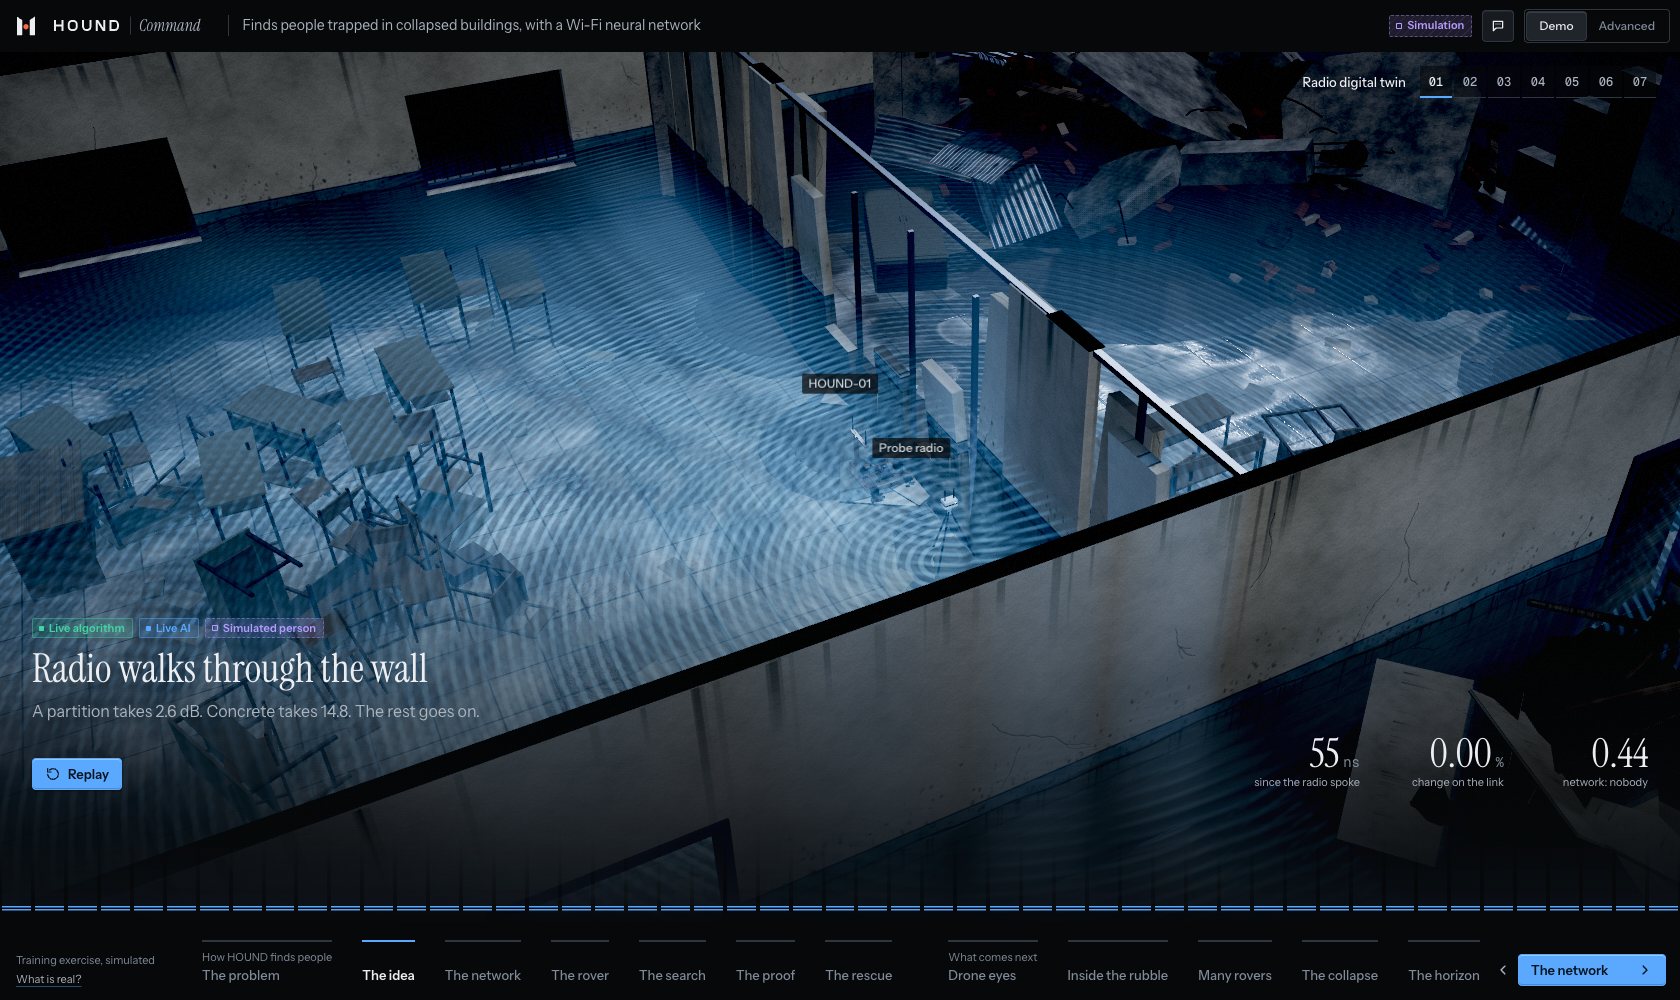 HOUND Command Finds people trapped in collapsed buildings, with a Wi-Fi neural network Simulation Demo Advanced
Radio digital twin 01 02 03 04 05 06 07
HOUND-01
Probe radio
Live algorithm Live AI Simulated person
Radio walks through the wall
A partition takes 2.6 dB. Concrete takes 14.8. The rest goes on.
Replay
55 ns
since the radio spoke
0.00 %
change on the link
0.44
network: nobody
Training exercise, simulated
What is real?
How HOUND finds people
The problem The idea The network The rover The search The proof The rescue
What comes next
Drone eyes Inside the rubble Many rovers The collapse The horizon
The network